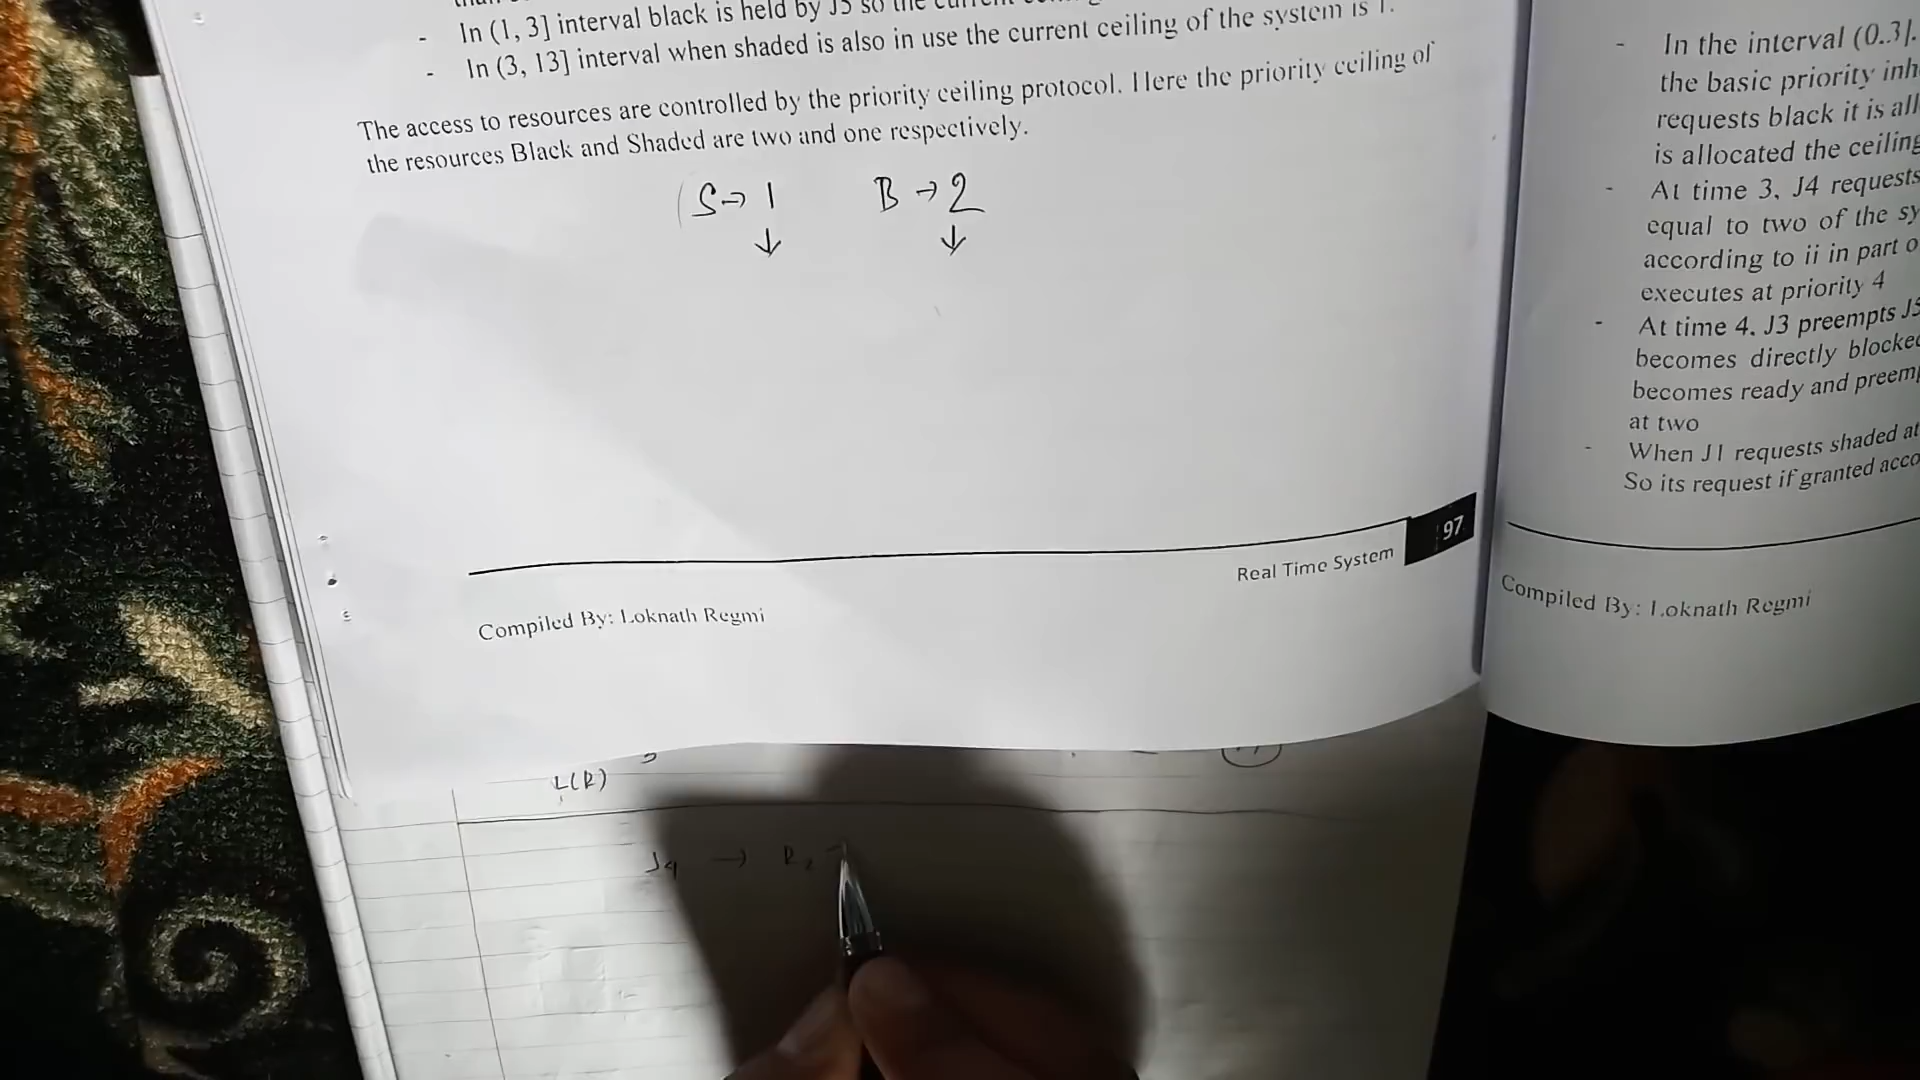 In (1, 3] interval black is held by J5 so the
- In (3, 13] interval when shaded is also in use the current ceiling of the system is 1.
The access to resources are controlled by the priority ceiling protocol. Here the priority ceiling of
the resources Black and Shaded are two and one respectively.
S → 1 B → 2
↓ ↓
97
Real Time System
Compiled By: Loknath Regmi
- In the interval (0.3].
the basic priority inh
requests black it is all
is allocated the ceiling
- At time 3, J4 requests
equal to two of the sy
according to ii in part o
executes at priority 4
- At time 4, J3 preempts J5
becomes directly blocked
becomes ready and preemp
at two
- When J1 requests shaded at
So its request if granted acco
Compiled By: Loknath Regmi
L(R)
J4 →